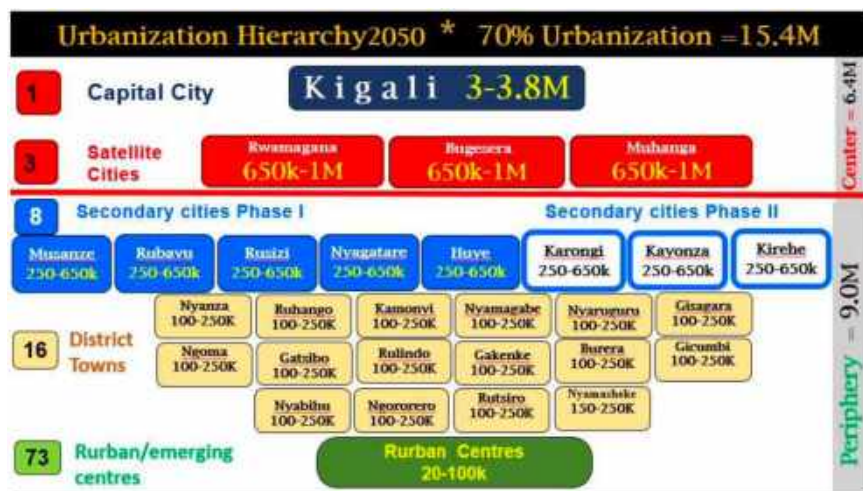 Urbanization Hierarchy2050 * 70% Urbanization =15.4M
1
Capital City
Kigali 3-3.8M
3
Satellite
Cities
Rwamagana
650k-1M
Bugesera
650k-1M
Muhanga
650k-1M
Center = 6.4M
8
Secondary cities Phase I
Secondary cities Phase II
Musanze
250-650k
Rubavu
250-650k
Rusizi
250-650k
Nyagatare
250-650k
Huye
250-650k
Karongi
250-650k
Kayonza
250-650k
Kirehe
250-650k
16
District
Towns
Nyanza
100-250K
Ruhango
100-250K
Kamonyi
100-250K
Nyamagabe
100-250K
Nyaruguru
100-250K
Gisagara
100-250K
Ngoma
100-250K
Gatsibo
100-250K
Rulindo
100-250K
Gakenke
100-250K
Burera
100-250K
Gicumbi
100-250K
Nyabihu
100-250K
Ngororero
100-250K
Rutsiro
100-250K
Nyamasheke
150-250K
73
Rurban/emerging
centres
Rurban Centres
20-100k
Periphery = 9.0M